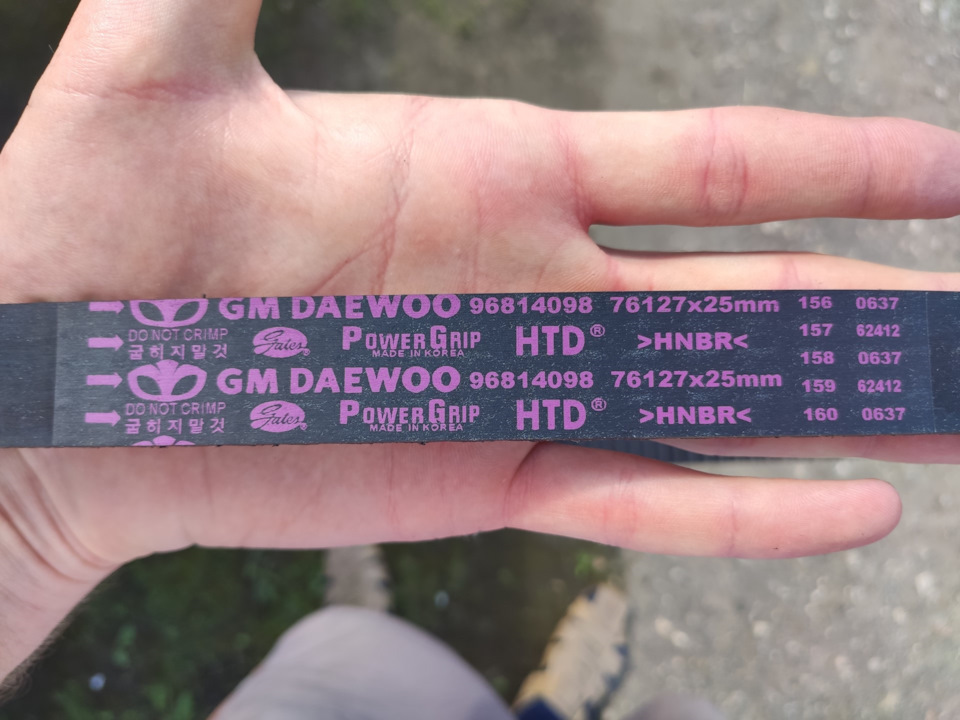 GM DAEWOO 96814098 76127x25mm 156 0637
DO NOT CRIMP Gates® POWERGRIP HTD® >HNBR< 157 62412
굽히지말것 MADE IN KOREA
158 0637
GM DAEWOO 96814098 76127x25mm 159 62412
DO NOT CRIMP Gates® POWERGRIP HTD® >HNBR< 160 0637
굽히지말것 MADE IN KOREA